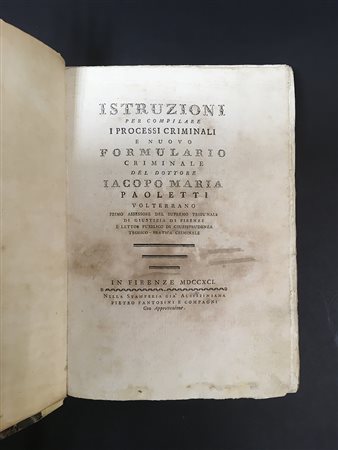 ISTRUZIONI
PER COMPILARE
I PROCESSI CRIMINALI
E NUOVO
FORMULARIO
CRIMINALE
DEL DOTTORE
IACOPO MARIA
PAOLETTI
VOLTERRANO
PRIMO ASSESSORE DEL SUPREMO TRIBUNALE
DI GIUSTIZIA DI FIRENZE
E LETTOR PUBBLICO DI GIURISPRUDENZA
TEORICO-PRATICA CRIMINALE
IN FIRENZE MDCCXCI.
NELLA STAMPERIA GIA' ALBIZZINIANA
PIETRO FANTOSINI E COMPAGNI
Con Approvazione.